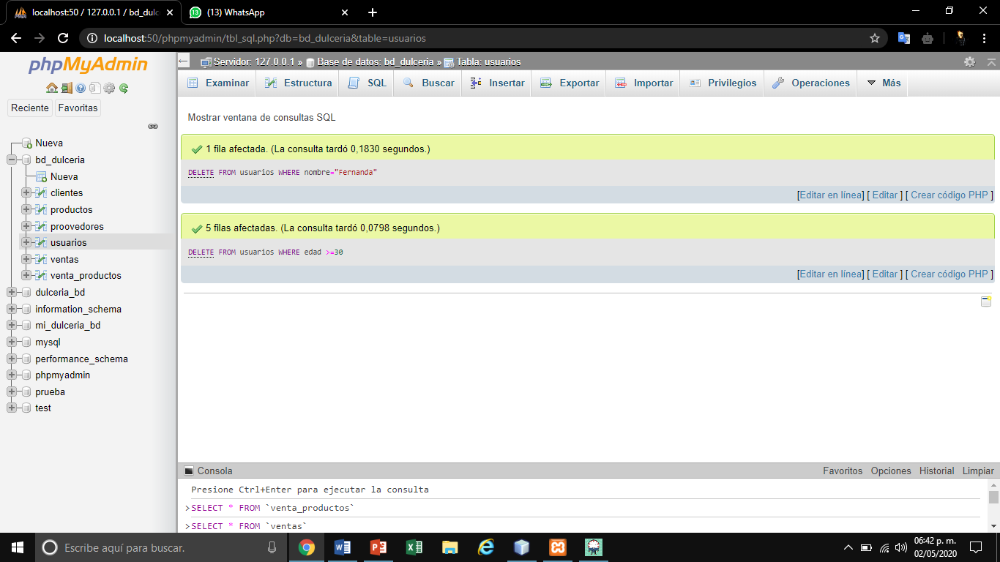 localhost:50 / 127.0.0.1 / bd_dulc
(13) WhatsApp
localhost:50/phpmyadmin/tbl_sql.php?db=bd_dulceria&table=usuarios
phpMyAdmin
Reciente
Favoritas
Nueva
bd_dulceria
Nueva
clientes
productos
proovedores
usuarios
ventas
venta_productos
dulceria_bd
information_schema
mi_dulceria_bd
mysql
performance_schema
phpmyadmin
prueba
test
Servidor: 127.0.0.1 » Base de datos: bd_dulceria » Tabla: usuarios
Examinar Estructura SQL Buscar Insertar Exportar Importar Privilegios Operaciones Más
Mostrar ventana de consultas SQL
1 fila afectada. (La consulta tardó 0,1830 segundos.)
DELETE FROM usuarios WHERE nombre="Fernanda"
[Editar en línea] [ Editar ] [ Crear código PHP ]
5 filas afectadas. (La consulta tardó 0,0798 segundos.)
DELETE FROM usuarios WHERE edad >=30
[Editar en línea] [ Editar ] [ Crear código PHP ]
Consola
Favoritos Opciones Historial Limpiar
Presione Ctrl+Enter para ejecutar la consulta
>SELECT * FROM `venta_productos`
>SELECT * FROM `ventas`
Escribe aquí para buscar.
06:42 p. m.
02/05/2020